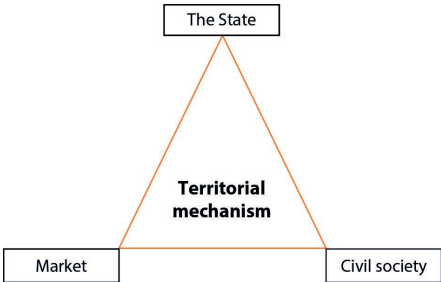 The State
Territorial
mechanism
Market
Civil society